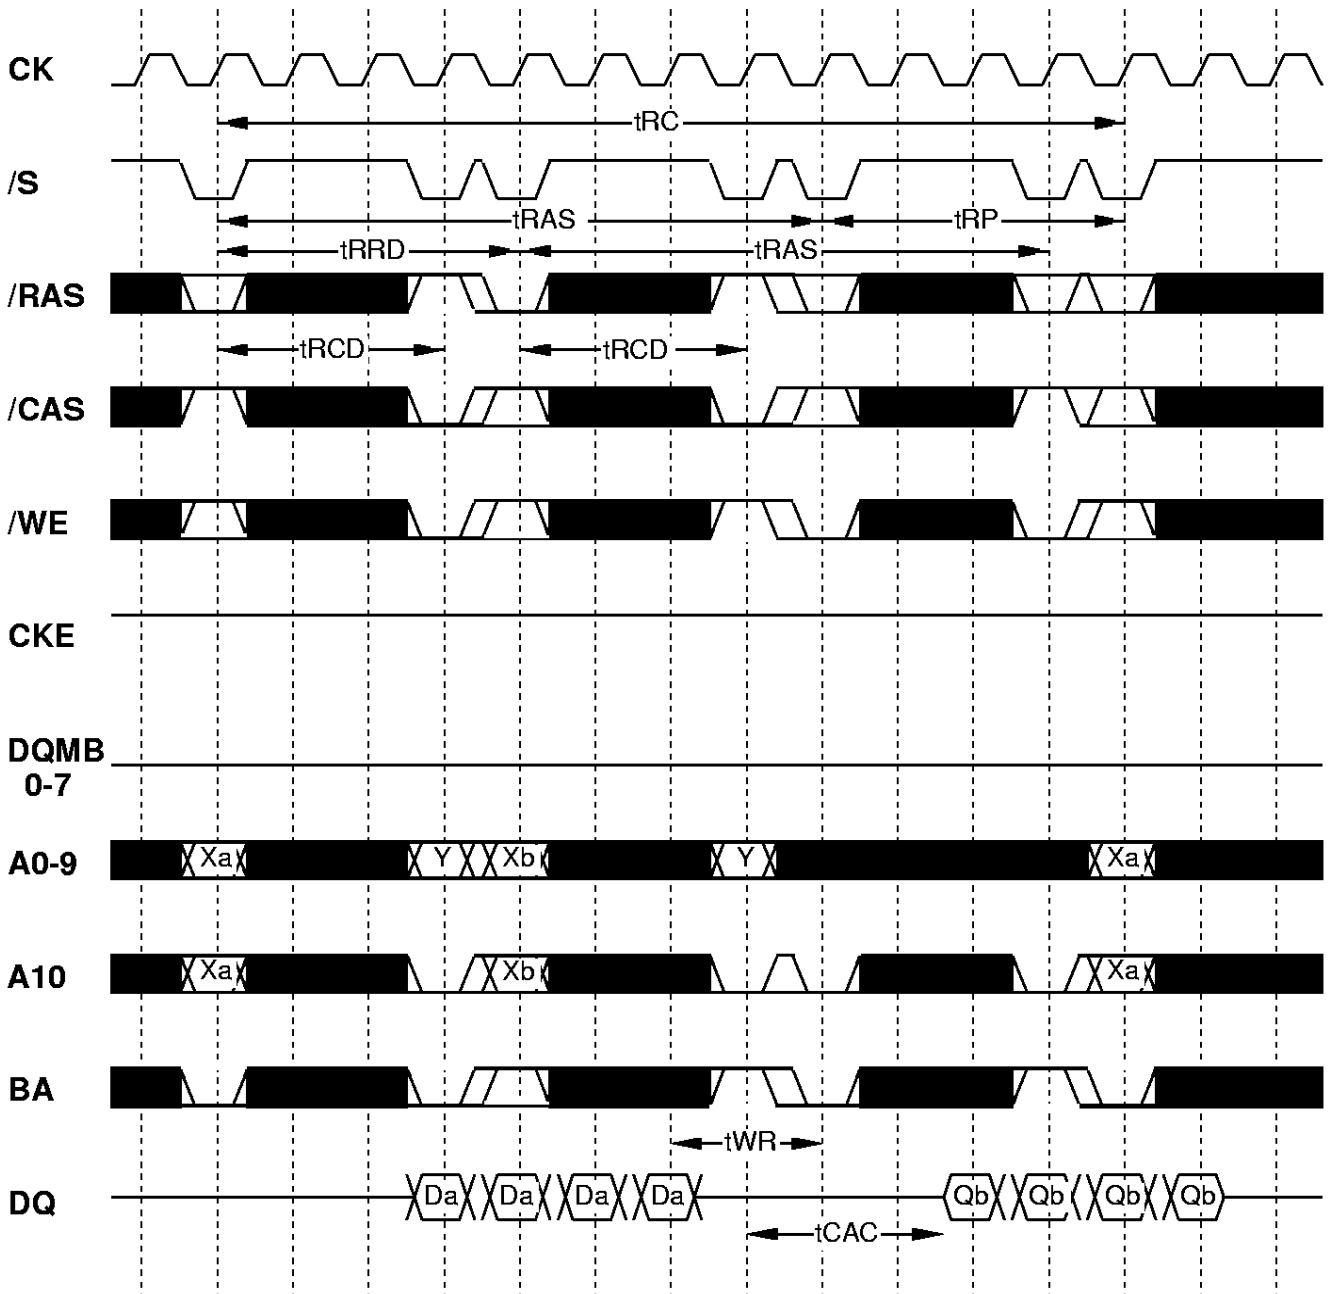 CK
tRC
/S
tRAS tRP
tRRD tRAS
/RAS
tRCD tRCD
/CAS
/WE
CKE
DQMB
0-7
A0-9 Xa Y Xb Y Xa
A10 Xa Xb Xa
BA
tWR
DQ Da Da Da Da Qb Qb Qb Qb
tCAC